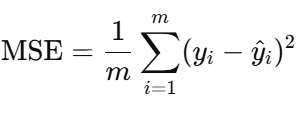 MSE = \frac{1}{m} \sum_{i=1}^{m} (y_i - \hat{y}_i)^2